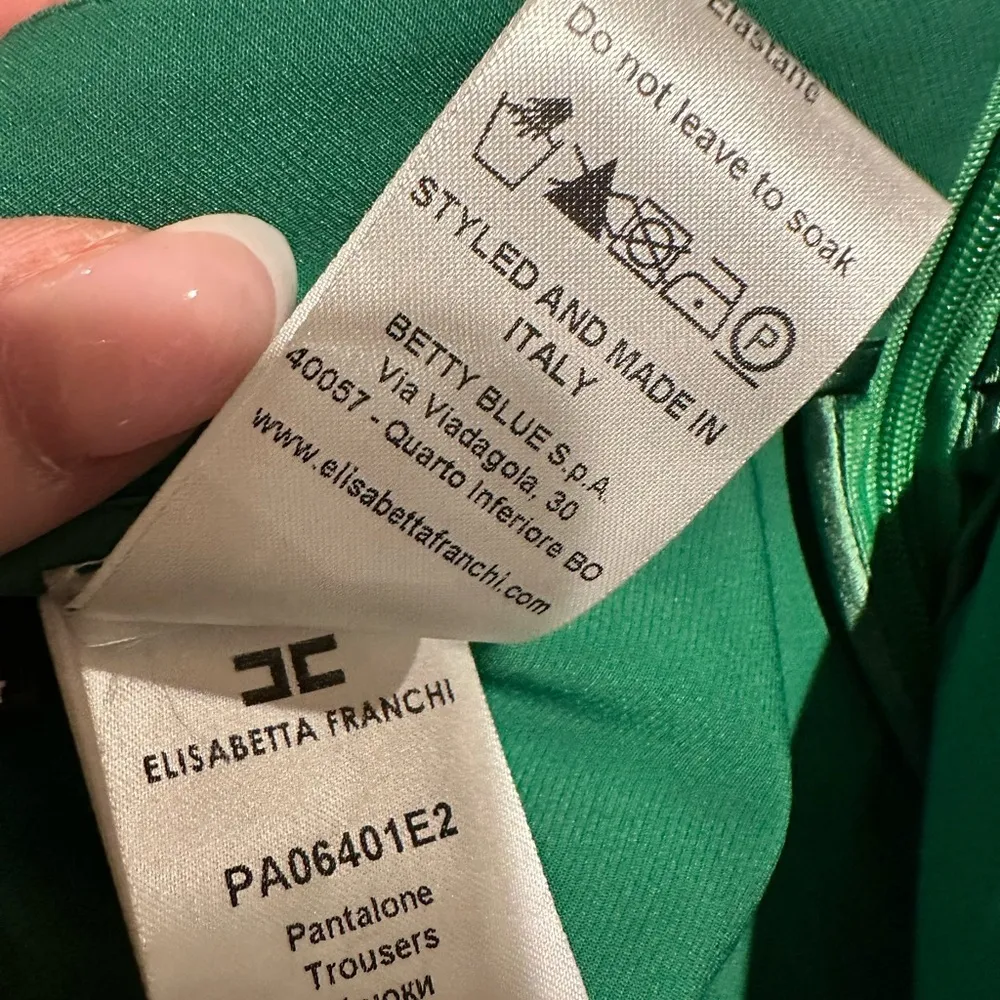 Elastane
Do not leave to soak
P
STYLED AND MADE IN
ITALY
BETTY BLUE S.p.A.
Via Viadagola, 30
40057 - Quarto Inferiore BO
www.elisabettafranchi.com
ELISABETTA FRANCHI
PA06401E2
Pantalone
Trousers